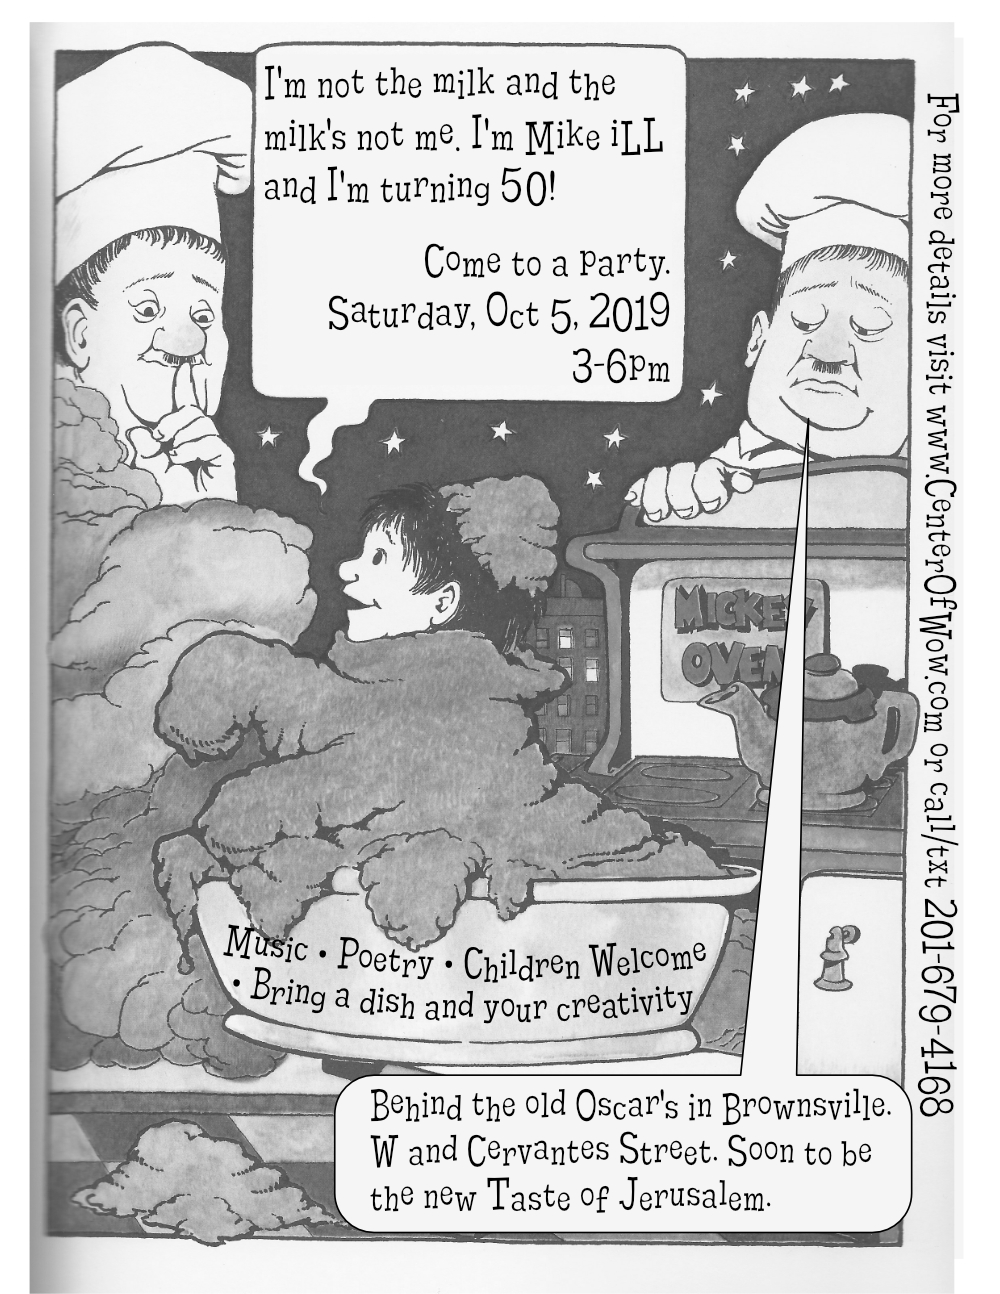 I'm not the milk and the
milk's not me. I'm Mike iLL
and I'm turning 50!
Come to a party.
Saturday, Oct 5, 2019
3-6pm
For more details visit www.CenterOfWow.com or call/txt 201-679-4168
MICKEY
OVEN
Music • Poetry • Children Welcome
• Bring a dish and your creativity
Behind the old Oscar's in Brownsville.
W and Cervantes Street. Soon to be
the new Taste of Jerusalem.